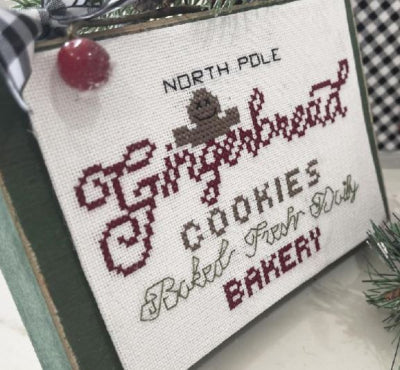 NORTH POLE
Gingerbread
COOKIES
Baked Fresh Daily
BAKERY